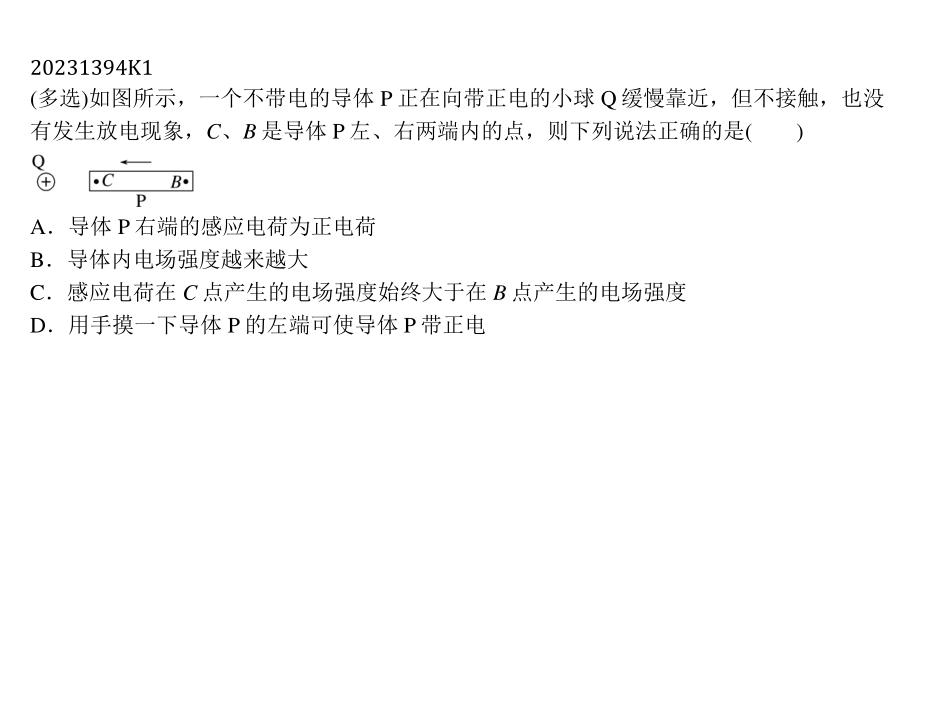 20231394K1
(多选)如图所示，一个不带电的导体 P 正在向带正电的小球 Q 缓慢靠近，但不接触，也没
有发生放电现象，C、B 是导体 P 左、右两端内的点，则下列说法正确的是(　　)
Q
+ •C B•
P
A．导体 P 右端的感应电荷为正电荷
B．导体内电场强度越来越大
C．感应电荷在 C 点产生的电场强度始终大于在 B 点产生的电场强度
D．用手摸一下导体 P 的左端可使导体 P 带正电